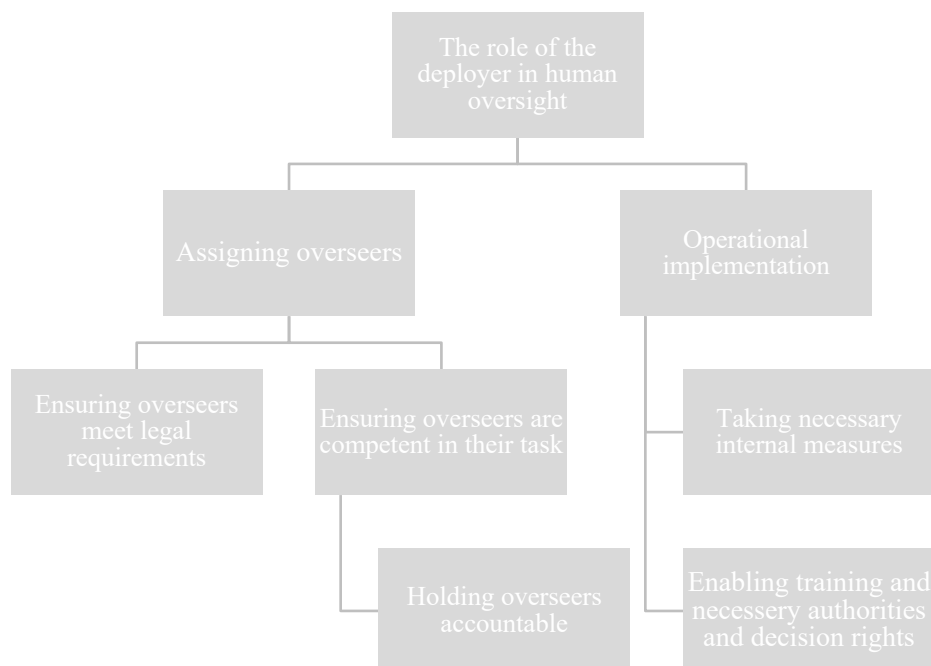 The role of the
deployer in human
oversight
Assigning overseers
Operational
implementation
Ensuring overseers
meet legal
requirements
Ensuring overseers are
competent in their task
Taking necessary
internal measures
Holding overseers
accountable
Enabling training and
necessery authorities
and decision rights